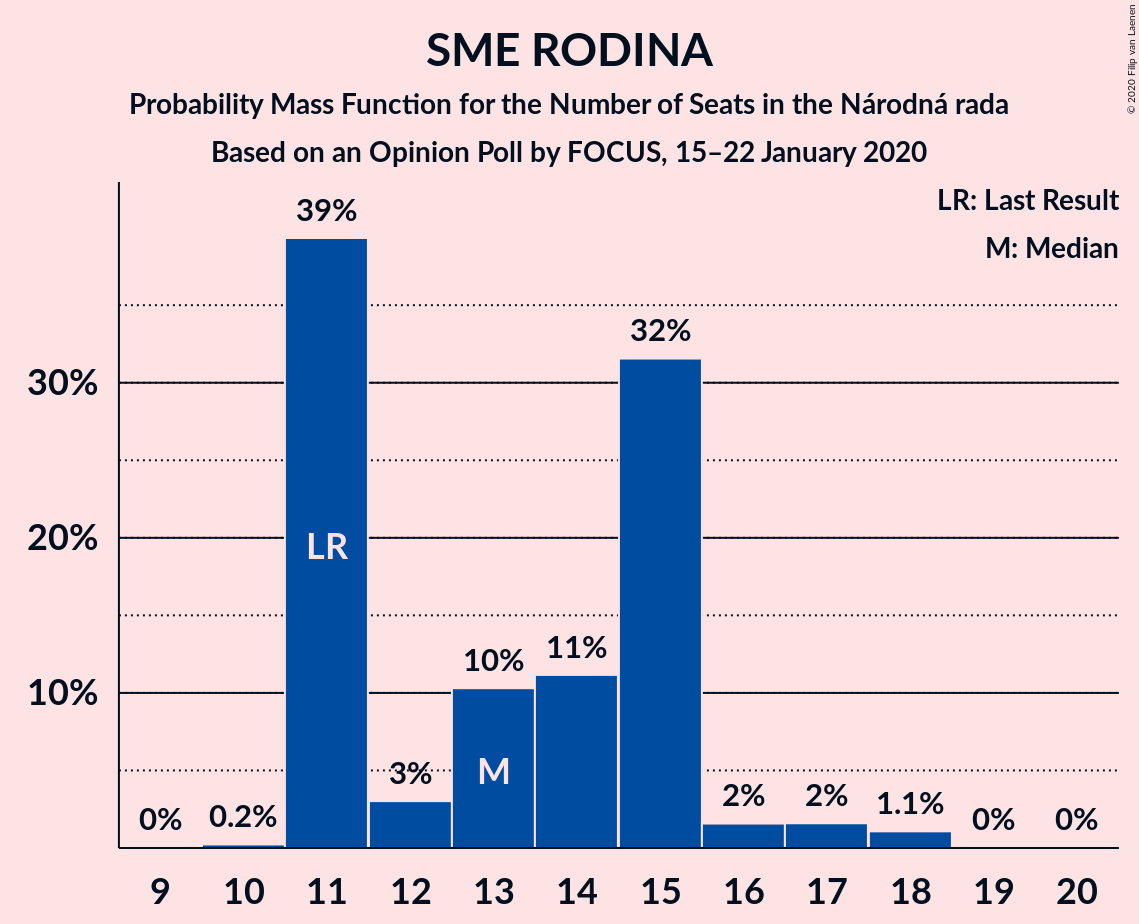 SME RODINA
Probability Mass Function for the Number of Seats in the Národná rada
Based on an Opinion Poll by FOCUS, 15–22 January 2020
© 2020 Filip van Laenen
LR: Last Result
M: Median
39%
32%
30%
20%
LR
11%
10%
10%
M
3%
2%
2%
1.1%
0%
0.2%
0%
0%
9 10 11 12 13 14 15 16 17 18 19 20